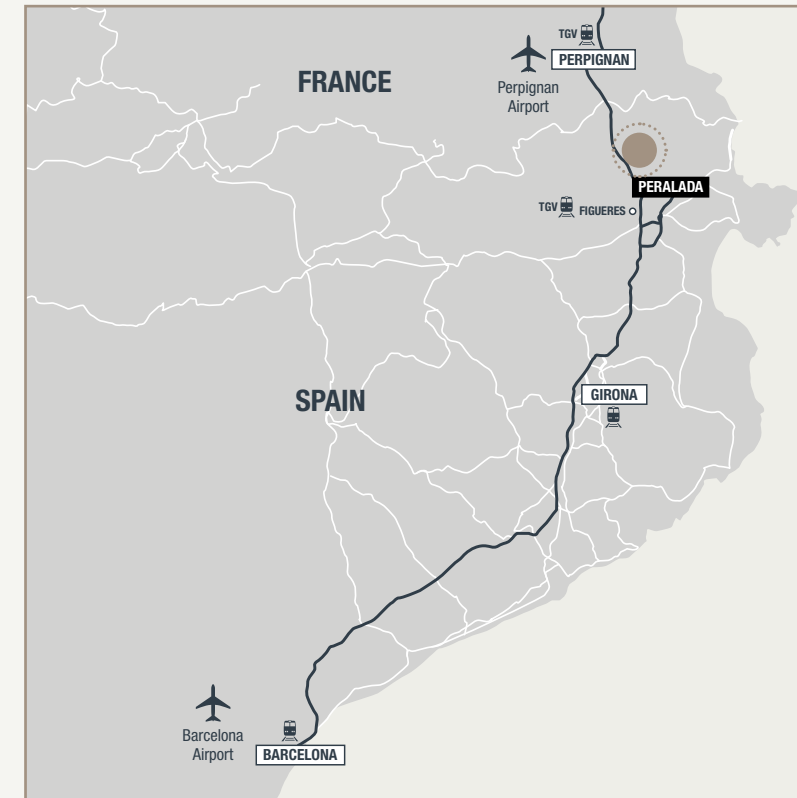 TGV
PERPIGNAN
FRANCE
Perpignan
Airport
PERALADA
TGV
FIGUERES
SPAIN
GIRONA
Barcelona
Airport
BARCELONA